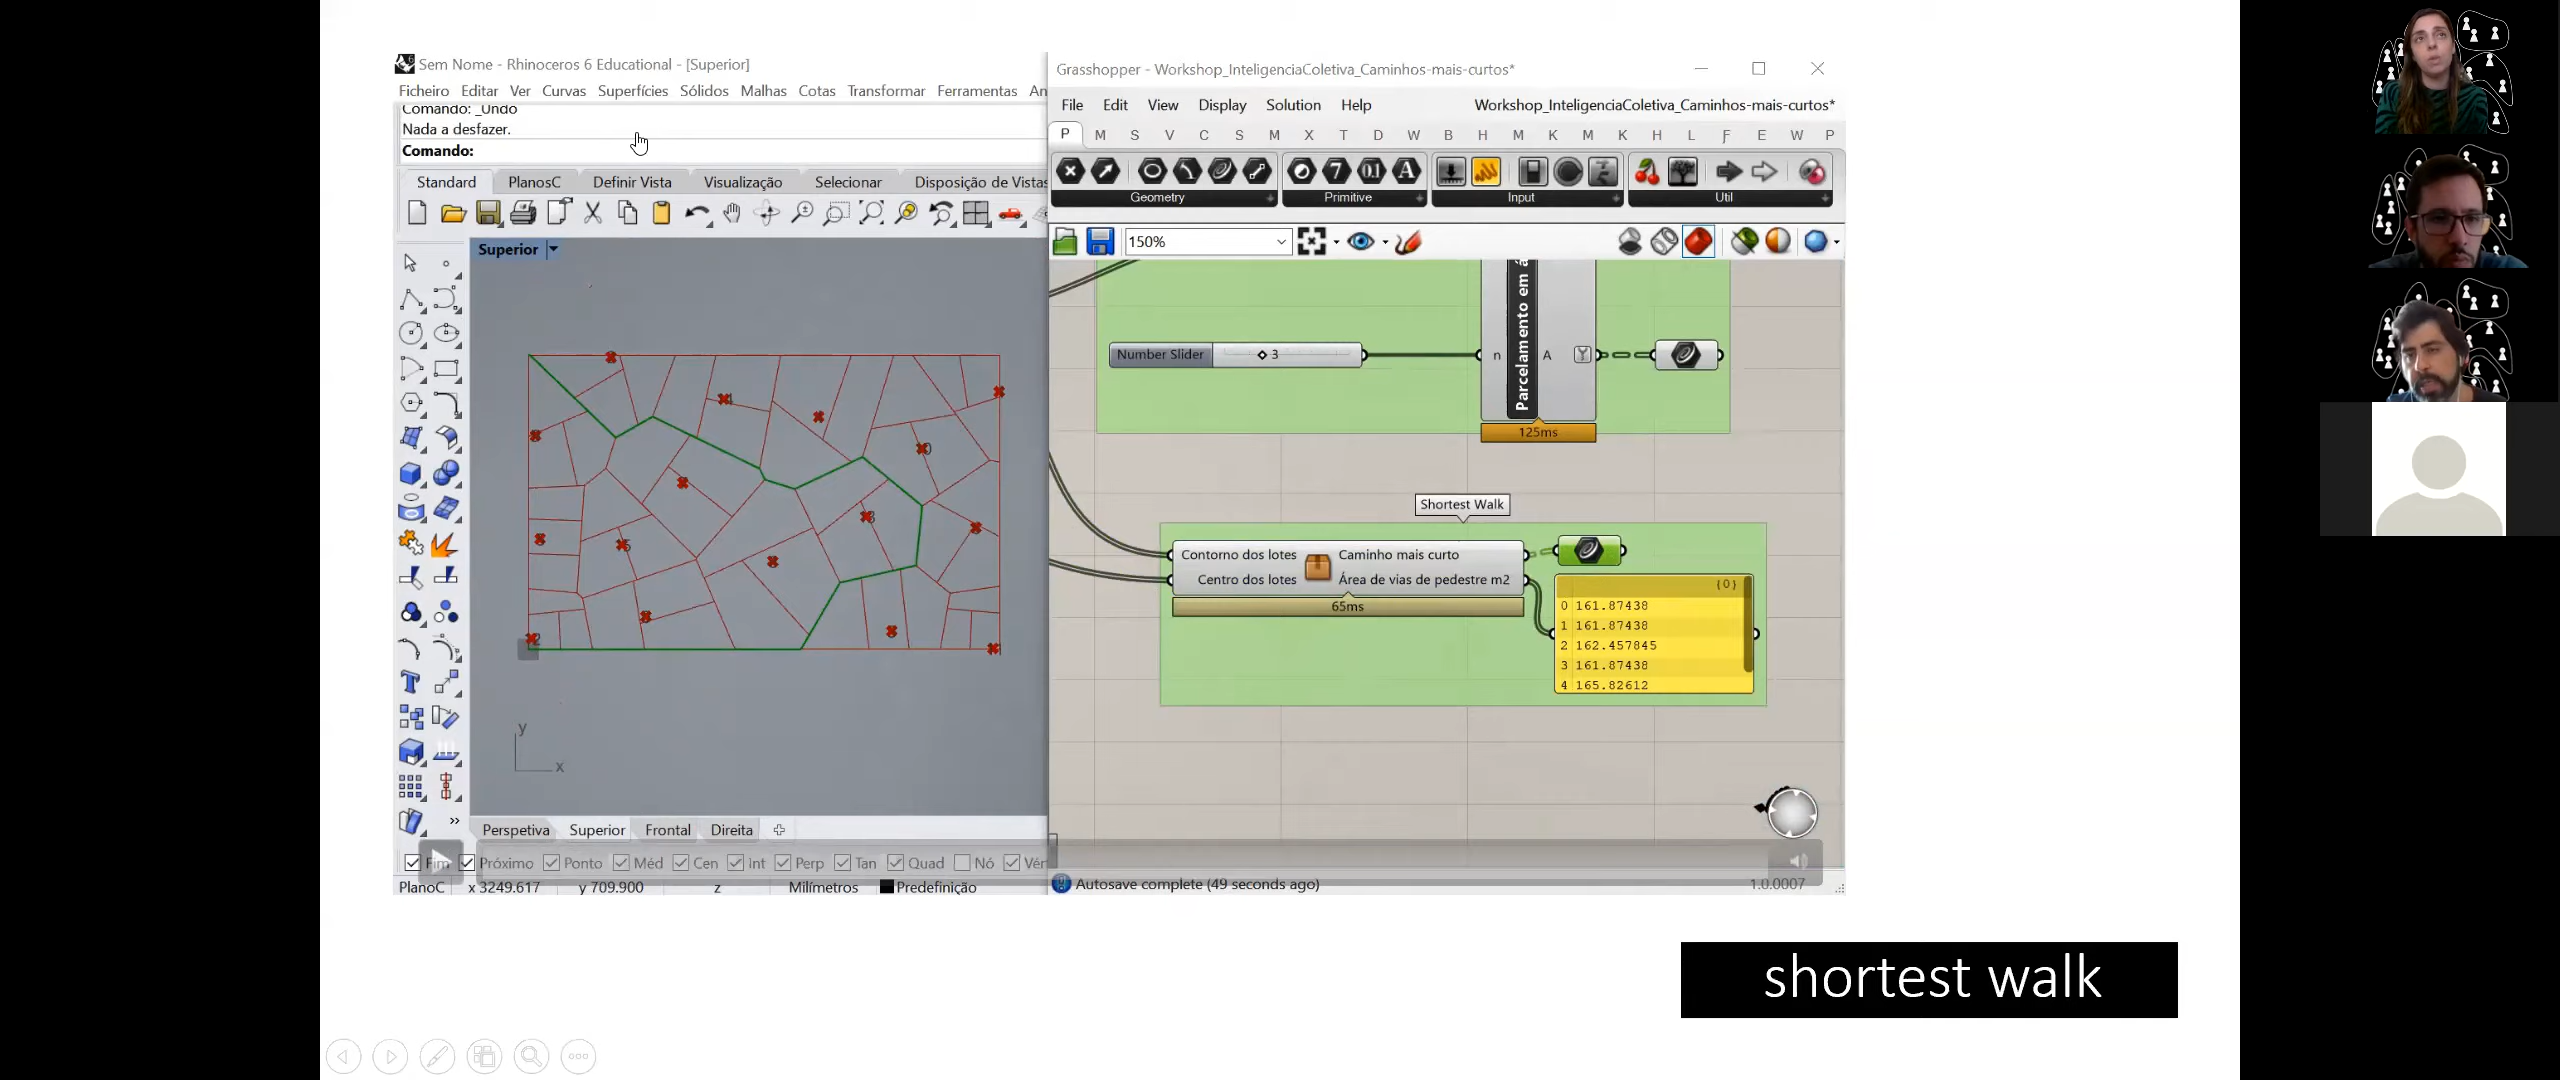 Sem Nome - Rhinoceros 6 Educational - [Superior]
Ficheiro Editar Ver Curvas Superfícies Sólidos Malhas Cotas Transformar Ferramentas An
Comando: _Undo
Nada a desfazer.
Comando:
Standard PlanosC Definir Vista Visualização Selecionar Disposição de Vistas
Superior
y
x
Perspetiva Superior Frontal Direita
Fim Próximo Ponto Méd Cen Int Perp Tan Quad Nó Vért
PlanoC x 3249.617 y 709.900 z Milímetros Predefinição
Grasshopper - Workshop_InteligenciaColetiva_Caminhos-mais-curtos*
File Edit View Display Solution Help Workshop_InteligenciaColetiva_Caminhos-mais-curtos*
P M S V C S M X T D W B H M K M K H L F E W P
Geometry Primitive Input Util
150%
Parcelamento em á
Number Slider 3 n A
125ms
Shortest Walk
Contorno dos lotes Caminho mais curto
Centro dos lotes Área de vias de pedestre m2
65ms
{0}
0 161.87438
1 161.87438
2 162.457845
3 161.87438
4 165.82612
Autosave complete (49 seconds ago) 1.0.0007
shortest walk